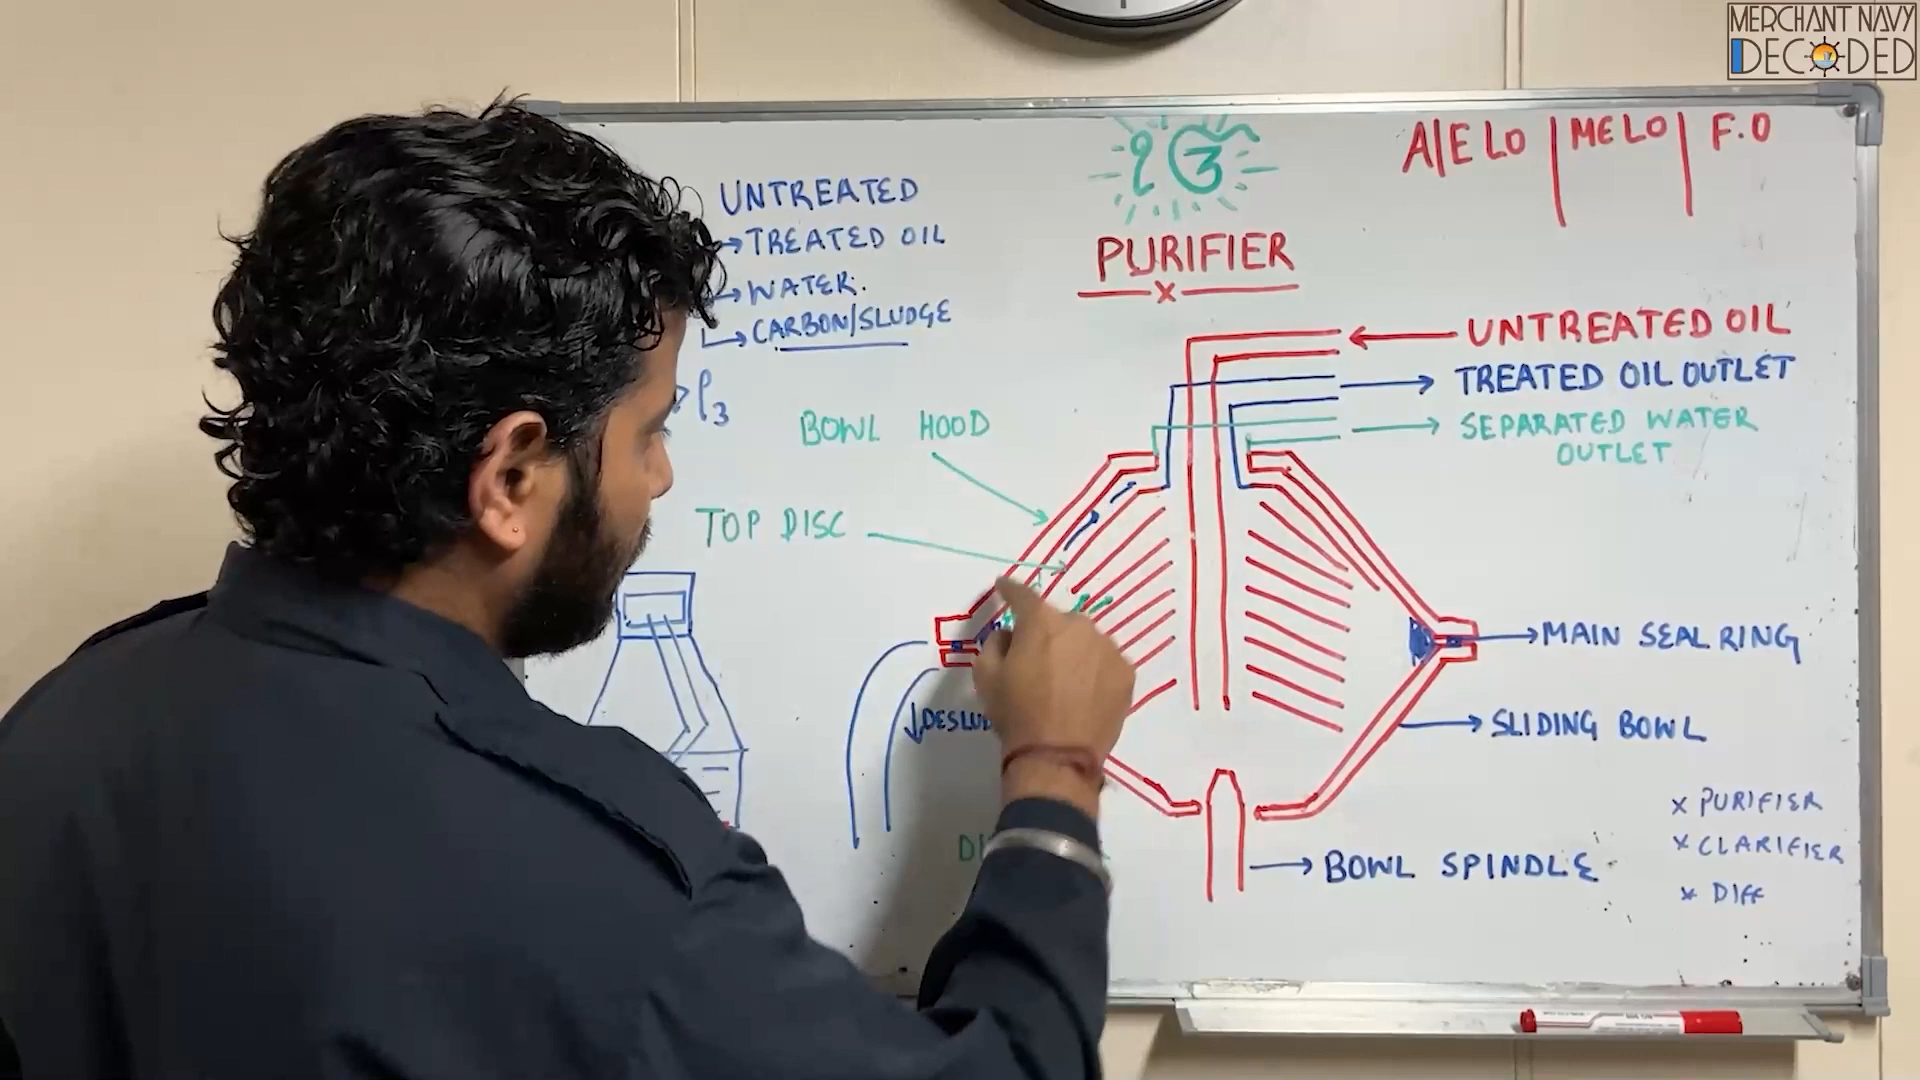 MERCHANT NAVY
DECODED
A/E LO | ME LO | F.O
UNTREATED
→ TREATED OIL
→ WATER.
→ CARBON/SLUDGE
PURIFIER
UNTREATED OIL
TREATED OIL OUTLET
SEPARATED WATER
OUTLET
BOWL HOOD
TOP DISC
MAIN SEAL RING
SLIDING BOWL
BOWL SPINDLE
x PURIFIER
x CLARIFIER
x DIFF